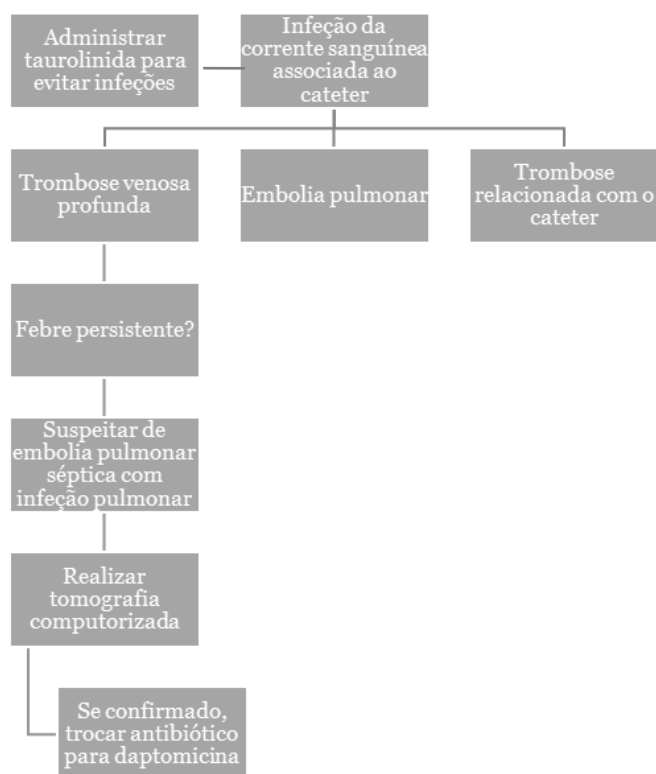 Administrar
taurolinida para
evitar infeções
Infeção da
corrente sanguínea
associada ao
cateter
Trombose venosa
profunda
Embolia pulmonar
Trombose
relacionada com o
cateter
Febre persistente?
Suspeitar de
embolia pulmonar
séptica com
infeção pulmonar
Realizar
tomografia
computorizada
Se confirmado,
trocar antibiótico
para daptomicina